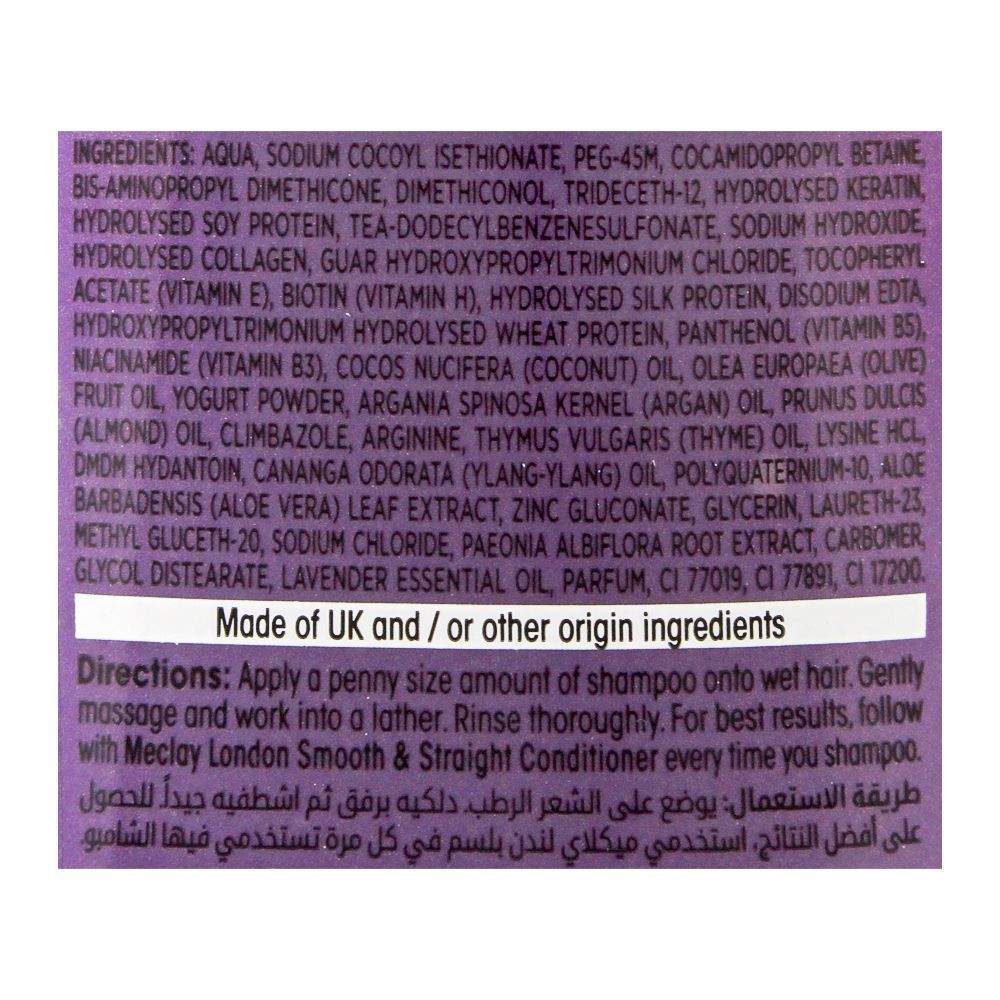 INGREDIENTS: AQUA, SODIUM COCOYL ISETHIONATE, PEG-45M, COCAMIDOPROPYL BETAINE,
BIS-AMINOPROPYL DIMETHICONE, DIMETHICONOL, TRIDECETH-12, HYDROLYSED KERATIN,
HYDROLYSED SOY PROTEIN, TEA-DODECYLBENZENESULFONATE, SODIUM HYDROXIDE,
HYDROLYSED COLLAGEN, GUAR HYDROXYPROPYLTRIMONIUM CHLORIDE, TOCOPHERYL
ACETATE (VITAMIN E), BIOTIN (VITAMIN H), HYDROLYSED SILK PROTEIN, DISODIUM EDTA,
HYDROXYPROPYLTRIMONIUM HYDROLYSED WHEAT PROTEIN, PANTHENOL (VITAMIN B5),
NIACINAMIDE (VITAMIN B3), COCOS NUCIFERA (COCONUT) OIL, OLEA EUROPAEA (OLIVE)
FRUIT OIL, YOGURT POWDER, ARGANIA SPINOSA KERNEL (ARGAN) OIL, PRUNUS DULCIS
(ALMOND) OIL, CLIMBAZOLE, ARGININE, THYMUS VULGARIS (THYME) OIL, LYSINE HCL,
DMDM HYDANTOIN, CANANGA ODORATA (YLANG-YLANG) OIL, POLYQUATERNIUM-10, ALOE
BARBADENSIS (ALOE VERA) LEAF EXTRACT, ZINC GLUCONATE, GLYCERIN, LAURETH-23,
METHYL GLUCETH-20, SODIUM CHLORIDE, PAEONIA ALBIFLORA ROOT EXTRACT, CARBOMER,
GLYCOL DISTEARATE, LAVENDER ESSENTIAL OIL, PARFUM, CI 77019, CI 77891, CI 17200.
Made of UK and / or other origin ingredients
Directions: Apply a penny size amount of shampoo onto wet hair. Gently
massage and work into a lather. Rinse thoroughly. For best results, follow
with Meclay London Smooth & Straight Conditioner every time you shampoo.
طريقة الاستعمال: يوضع على الشعر الرطب. دلكيه برفق ثم اشطفيه جيداً للحصول
على أفضل النتائج، استخدمي ميكلاي لندن بلسم في كل مرة تستخدمي فيها الشامبو.